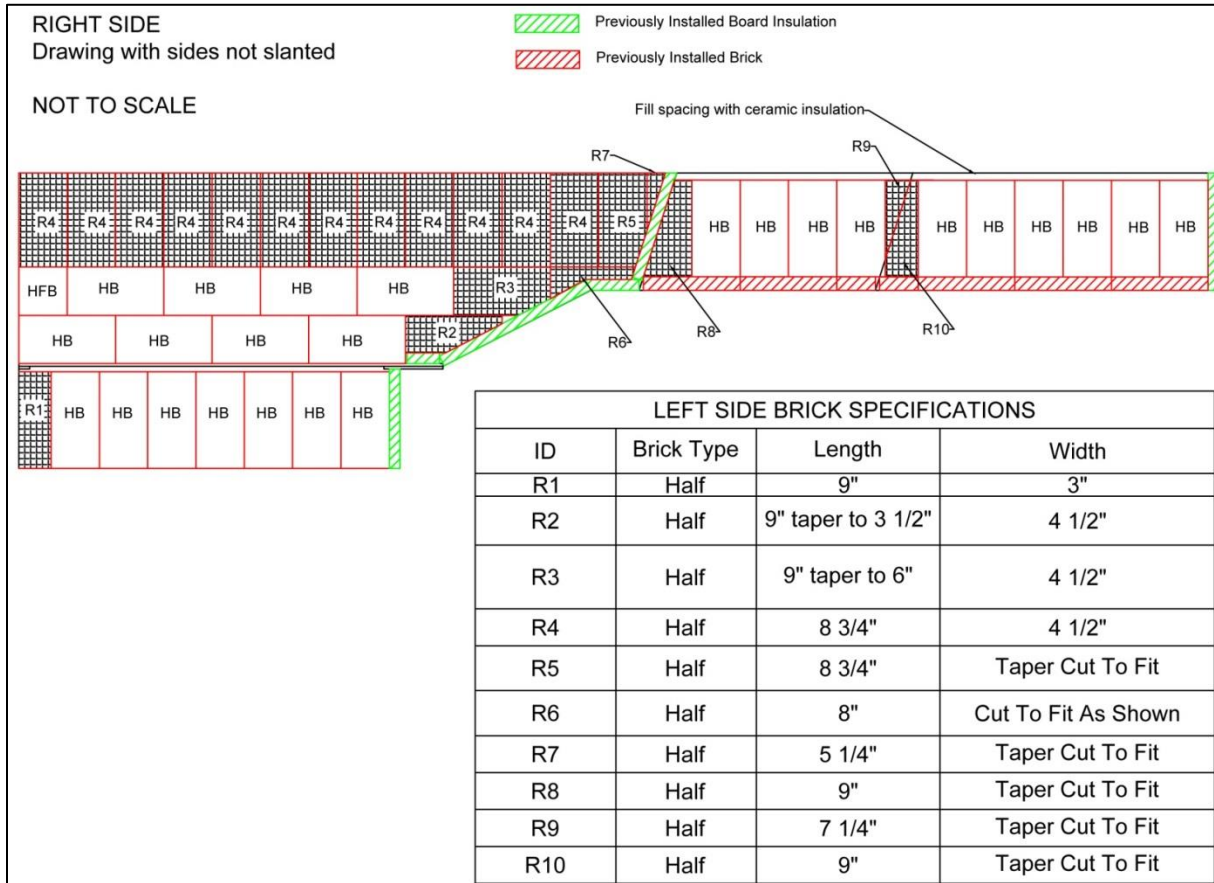 RIGHT SIDE
Drawing with sides not slanted
NOT TO SCALE
Previously Installed Board Insulation
Previously Installed Brick
Fill spacing with ceramic insulation
R7
R9
R4 R4 R4 R4 R4 R4 R4 R4 R4 R4 R4 R4 R5
HB HB HB HB HB HB HB HB HB HB
HFB HB HB HB HB R3
HB HB HB HB R2
R6
R8
R10
R1 HB HB HB HB HB HB HB
LEFT SIDE BRICK SPECIFICATIONS
ID Brick Type Length Width
R1 Half 9" 3"
R2 Half 9" taper to 3 1/2" 4 1/2"
R3 Half 9" taper to 6" 4 1/2"
R4 Half 8 3/4" 4 1/2"
R5 Half 8 3/4" Taper Cut To Fit
R6 Half 8" Cut To Fit As Shown
R7 Half 5 1/4" Taper Cut To Fit
R8 Half 9" Taper Cut To Fit
R9 Half 7 1/4" Taper Cut To Fit
R10 Half 9" Taper Cut To Fit